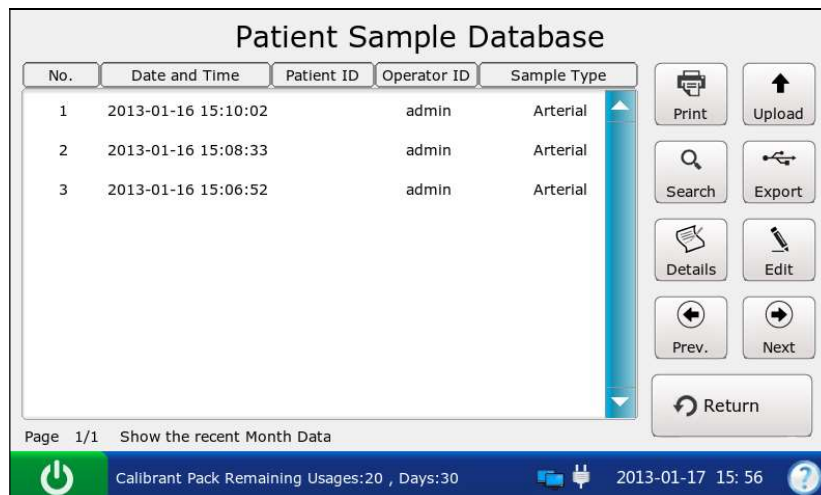 Patient Sample Database
No. Date and Time Patient ID Operator ID Sample Type
1 2013-01-16 15:10:02 admin Arterial
2 2013-01-16 15:08:33 admin Arterial
3 2013-01-16 15:06:52 admin Arterial
Print Upload
Search Export
Details Edit
Prev. Next
Return
Page 1/1 Show the recent Month Data
Calibrant Pack Remaining Usages:20 , Days:30 2013-01-17 15: 56 ?